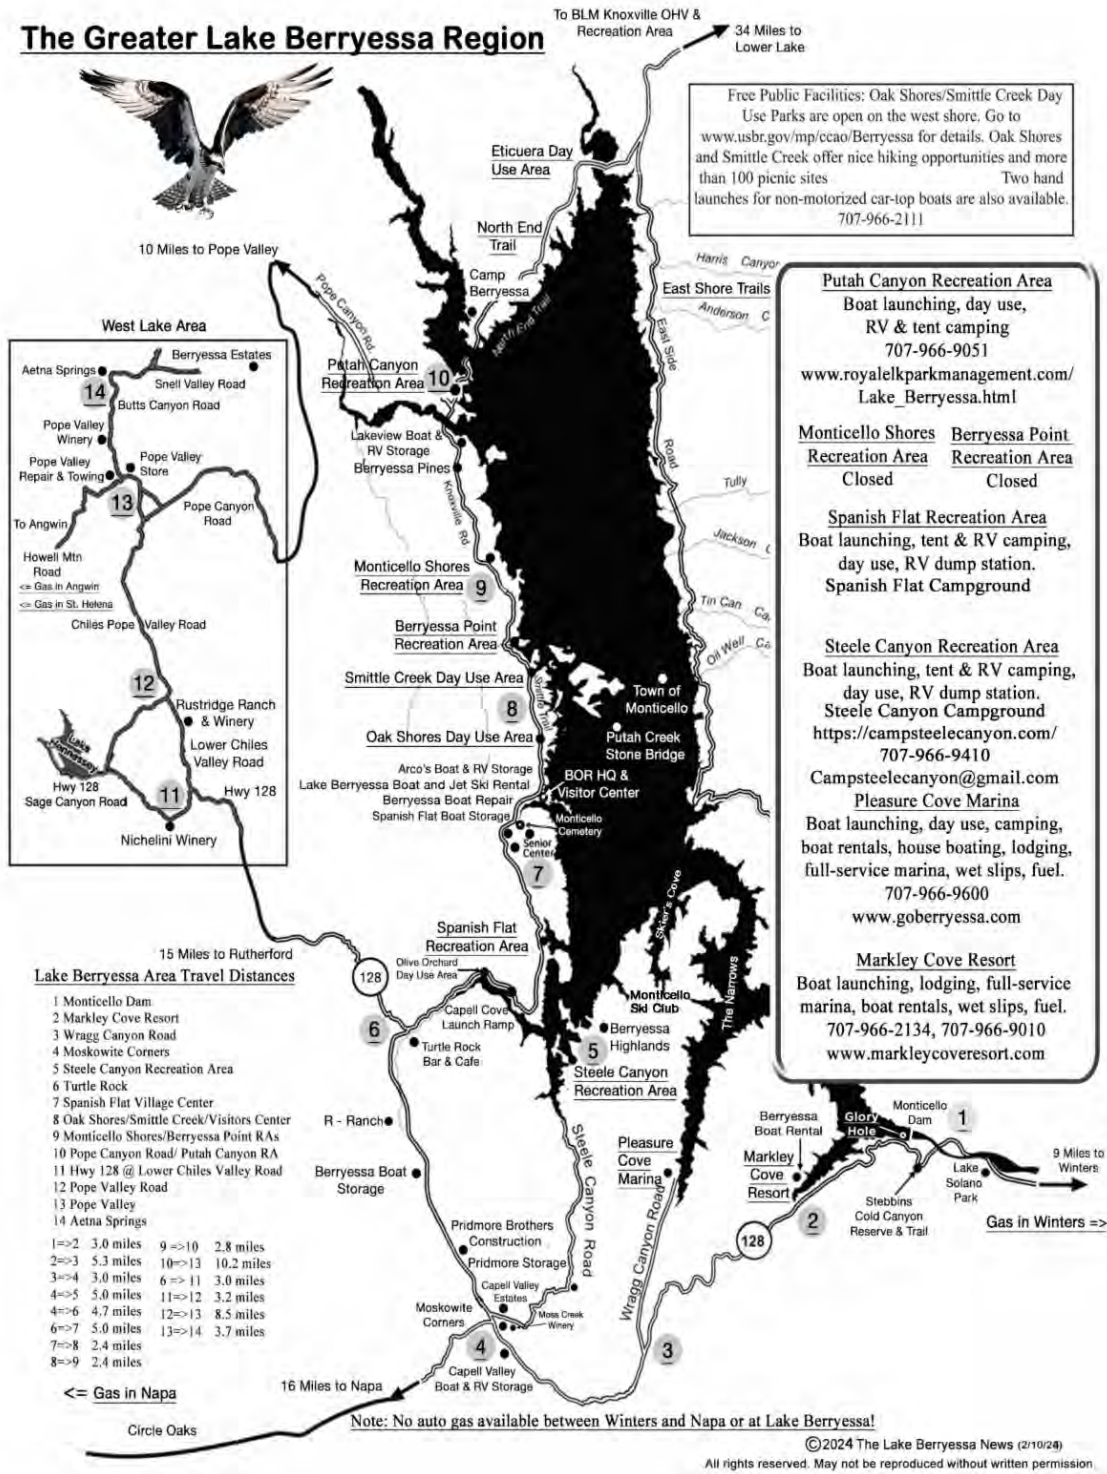 The Greater Lake Berryessa Region
To BLM Knoxville OHV &
Recreation Area
34 Miles to
Lower Lake
Free Public Facilities: Oak Shores/Smittle Creek Day
Use Parks are open on the west shore. Go to
www.usbr.gov/mp/ccao/Berryessa for details. Oak Shores
and Smittle Creek offer nice hiking opportunities and more
than 100 picnic sites Two hand
launches for non-motorized car-top boats are also available.
707-966-2111
Eticuera Day
Use Area
North End
Trail
Camp
Berryessa
North End Trail
10 Miles to Pope Valley
Pope Canyon Rd
Putah Canyon
Recreation Area
10
Harris Canyon
East Shore Trails
Anderson C
East Side
Road
Tully
Jackson C
Tin Can Ca
Oil Well Ca
Lakeview Boat &
RV Storage
Berryessa Pines
Knoxville Rd
Monticello Shores
Recreation Area
9
Berryessa Point
Recreation Area
Smittle Creek Day Use Area
8
Smittle Trail
Oak Shores Day Use Area
Town of
Monticello
Putah Creek
Stone Bridge
Arco's Boat & RV Storage
Lake Berryessa Boat and Jet Ski Rental
Berryessa Boat Repair
Spanish Flat Boat Storage
BOR HQ &
Visitor Center
Monticello
Cemetery
Senior
Center
7
West Lake Area
Aetna Springs
14
Berryessa Estates
Snell Valley Road
Butts Canyon Road
Pope Valley
Winery
Pope Valley
Repair & Towing
Pope Valley
Store
13
Pope Canyon
Road
To Angwin
Howell Mtn
Road
<= Gas in Angwin
<= Gas in St. Helena
Chiles Pope Valley Road
12
Rustridge Ranch
& Winery
Lower Chiles
Valley Road
Lake
Hennessey
Hwy 128
Sage Canyon Road
11
Hwy 128
Nichelini Winery
Putah Canyon Recreation Area
Boat launching, day use,
RV & tent camping
707-966-9051
www.royalelkparkmanagement.com/
Lake_Berryessa.html
Monticello Shores
Recreation Area
Closed
Berryessa Point
Recreation Area
Closed
Spanish Flat Recreation Area
Boat launching, tent & RV camping,
day use, RV dump station.
Spanish Flat Campground
Steele Canyon Recreation Area
Boat launching, tent & RV camping,
day use, RV dump station.
Steele Canyon Campground
https://campsteelecanyon.com/
707-966-9410
Campsteelecanyon@gmail.com
Pleasure Cove Marina
Boat launching, day use, camping,
boat rentals, house boating, lodging,
full-service marina, wet slips, fuel.
707-966-9600
www.goberryessa.com
Markley Cove Resort
Boat launching, lodging, full-service
marina, boat rentals, wet slips, fuel.
707-966-2134, 707-966-9010
www.markleycoveresort.com
Spanish Flat
Recreation Area
Olive Orchard
Day Use Area
Skier's Cove
The Narrows
Monticello
Ski Club
15 Miles to Rutherford
128
6
Capell Cove
Launch Ramp
Turtle Rock
Bar & Cafe
5
Berryessa
Highlands
Steele Canyon
Recreation Area
R - Ranch
Berryessa Boat
Storage
Steele Canyon Road
Pleasure
Cove
Marina
Wragg Canyon Road
Berryessa
Boat Rental
Glory
Hole
Monticello
Dam
1
Markley
Cove
Resort
2
128
Stebbins
Cold Canyon
Reserve & Trail
Lake
Solano
Park
9 Miles to
Winters
Gas in Winters =>
Pridmore Brothers
Construction
Pridmore Storage
Capell Valley
Estates
Moss Creek
Winery
Moskowite
Corners
4
3
Capell Valley
Boat & RV Storage
16 Miles to Napa
Lake Berryessa Area Travel Distances
1 Monticello Dam
2 Markley Cove Resort
3 Wragg Canyon Road
4 Moskowite Corners
5 Steele Canyon Recreation Area
6 Turtle Rock
7 Spanish Flat Village Center
8 Oak Shores/Smittle Creek/Visitors Center
9 Monticello Shores/Berryessa Point RAs
10 Pope Canyon Road/ Putah Canyon RA
11 Hwy 128 @ Lower Chiles Valley Road
12 Pope Valley Road
13 Pope Valley
14 Aetna Springs
1=>2 3.0 miles 9 =>10 2.8 miles
2=>3 5.3 miles 10=>13 10.2 miles
3=>4 3.0 miles 6 => 11 3.0 miles
4=>5 5.0 miles 11=>12 3.2 miles
4=>6 4.7 miles 12=>13 8.5 miles
6=>7 5.0 miles 13=>14 3.7 miles
7=>8 2.4 miles
8=>9 2.4 miles
<= Gas in Napa
Circle Oaks
Note: No auto gas available between Winters and Napa or at Lake Berryessa!
©2024 The Lake Berryessa News (2/10/24)
All rights reserved. May not be reproduced without written permission